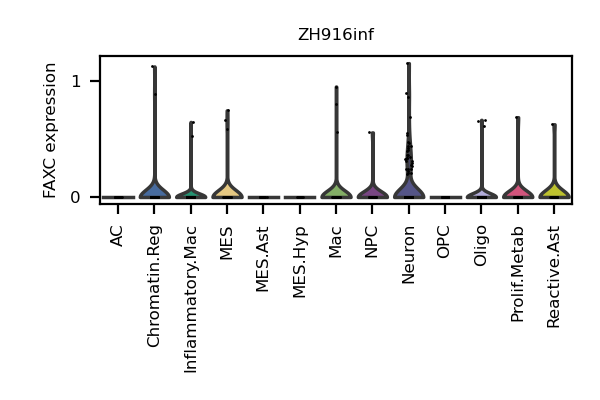 ZH916inf
FAXC expression
1
0
AC
Chromatin.Reg
Inflammatory.Mac
MES
MES.Ast
MES.Hyp
Mac
NPC
Neuron
OPC
Oligo
Prolif.Metab
Reactive.Ast